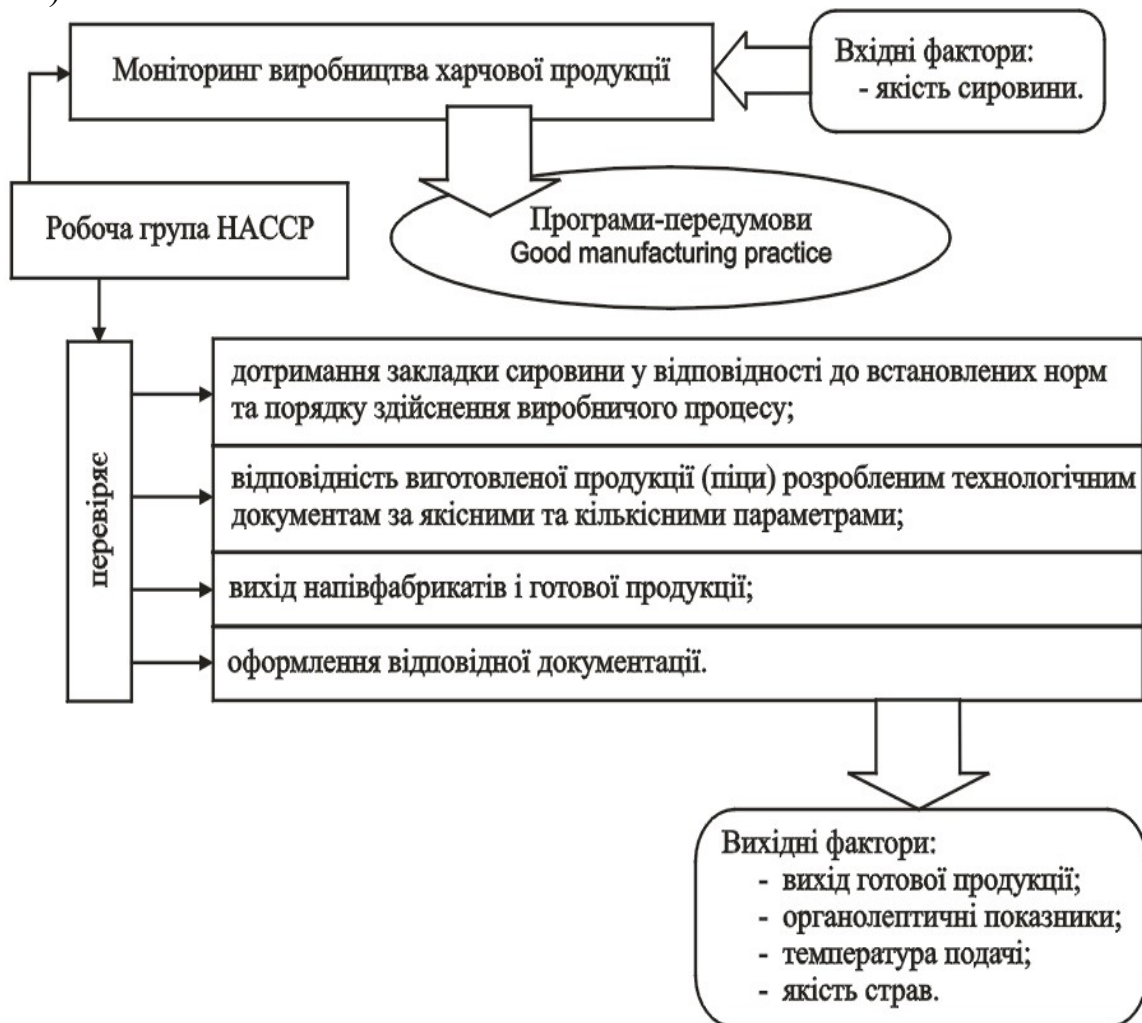 )
Моніторинг виробництва харчової продукції
Вхідні фактори:
- якість сировини.
Робоча група НАССР
Програми-передумови
Good manufacturing practice
перевіряє
дотримання закладки сировини у відповідності до встановлених норм
та порядку здійснення виробничого процесу;
відповідність виготовленої продукції (піци) розробленим технологічним
документам за якісними та кількісними параметрами;
вихід напівфабрикатів і готової продукції;
оформлення відповідної документації.
Вихідні фактори:
- вихід готової продукції;
- органолептичні показники;
- температура подачі;
- якість страв.